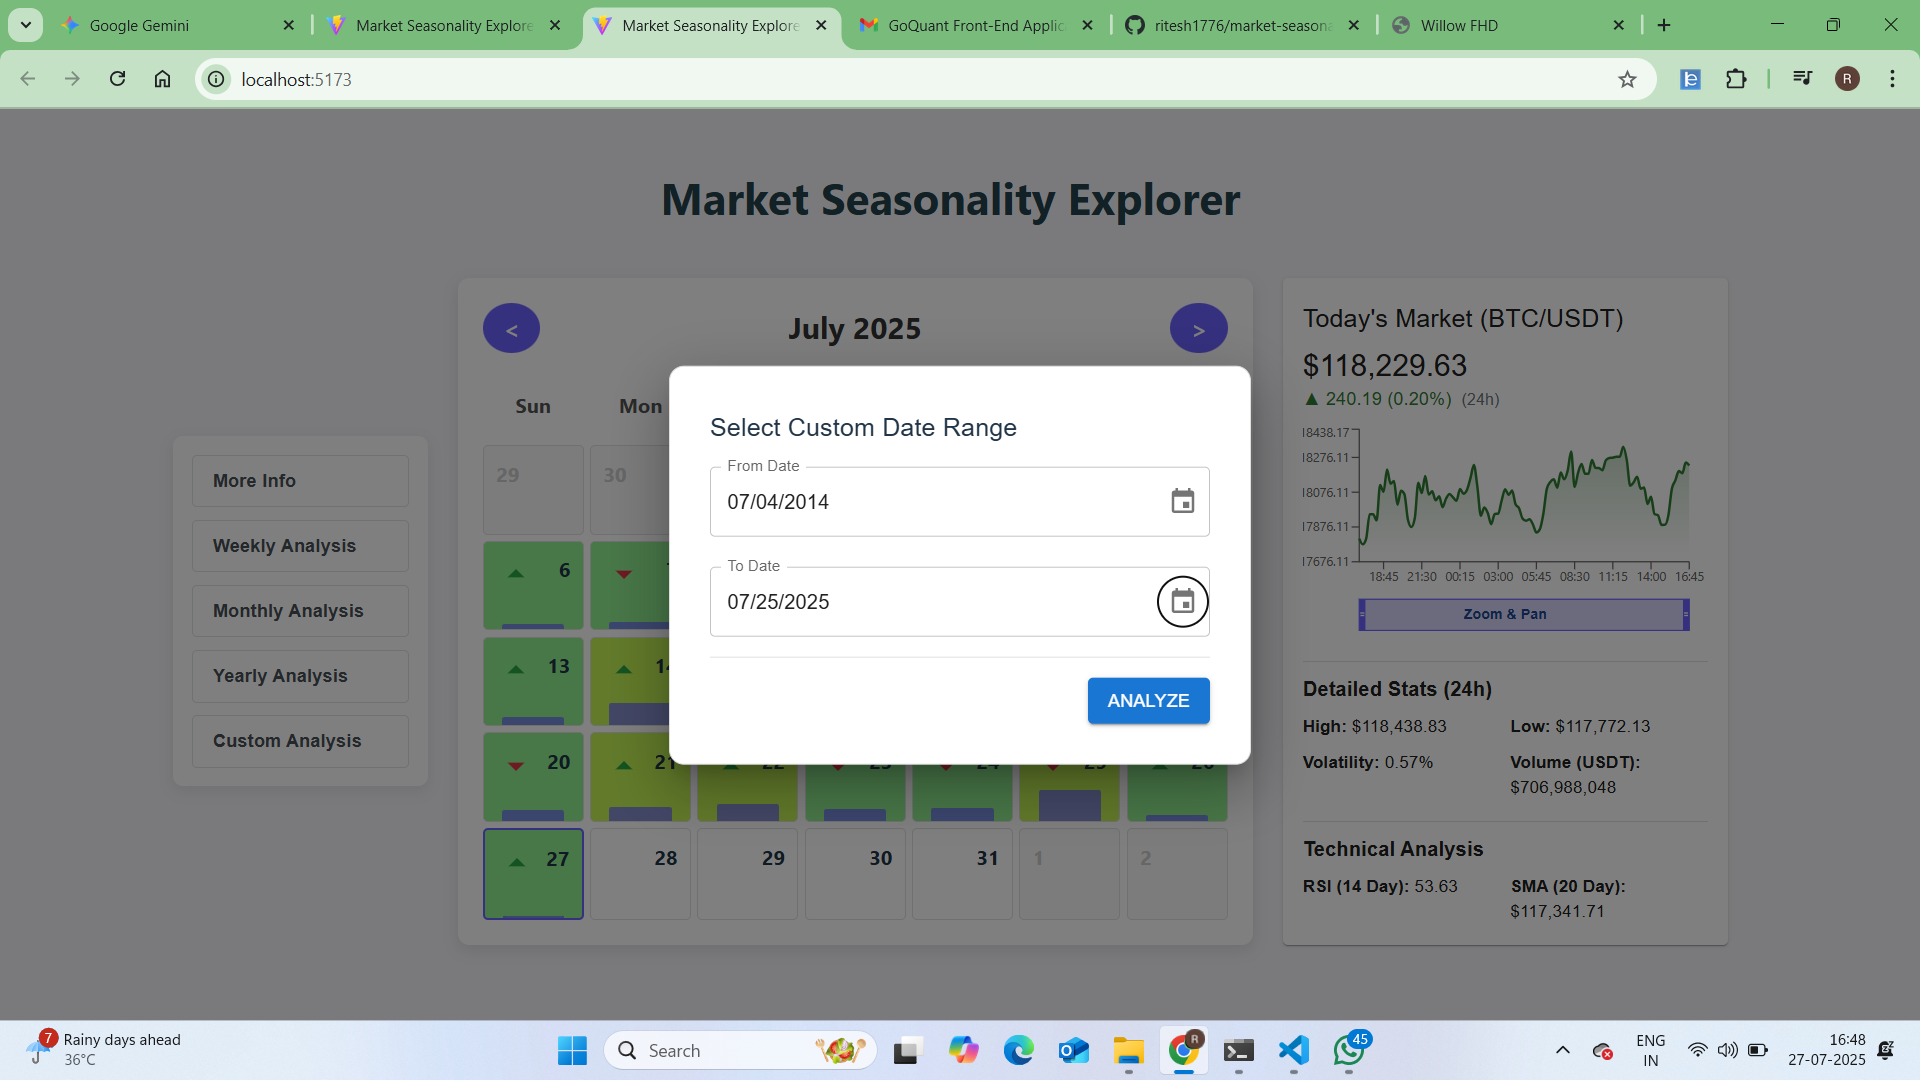 Google Gemini
Market Seasonality Explore
Market Seasonality Explore
GoQuant Front-End Applic
ritesh1776/market-seasona
Willow FHD
localhost:5173
R
Market Seasonality Explorer
More Info
Weekly Analysis
Monthly Analysis
Yearly Analysis
Custom Analysis
< July 2025 >
Sun Mon
29 30
6
13
20 21
27 28 29 30 31 1 2
Select Custom Date Range
From Date
07/04/2014
To Date
07/25/2025
ANALYZE
Today's Market (BTC/USDT)
$118,229.63
▲ 240.19 (0.20%) (24h)
18438.17
18276.11
18076.11
17876.11
17676.11
18:45 21:30 00:15 03:00 05:45 08:30 11:15 14:00 16:45
Zoom & Pan
Detailed Stats (24h)
High: $118,438.83 Low: $117,772.13
Volatility: 0.57% Volume (USDT):
$706,988,048
Technical Analysis
RSI (14 Day): 53.63 SMA (20 Day):
$117,341.71
7
Rainy days ahead
36°C
Search
R
45
ENG
IN
16:48
27-07-2025